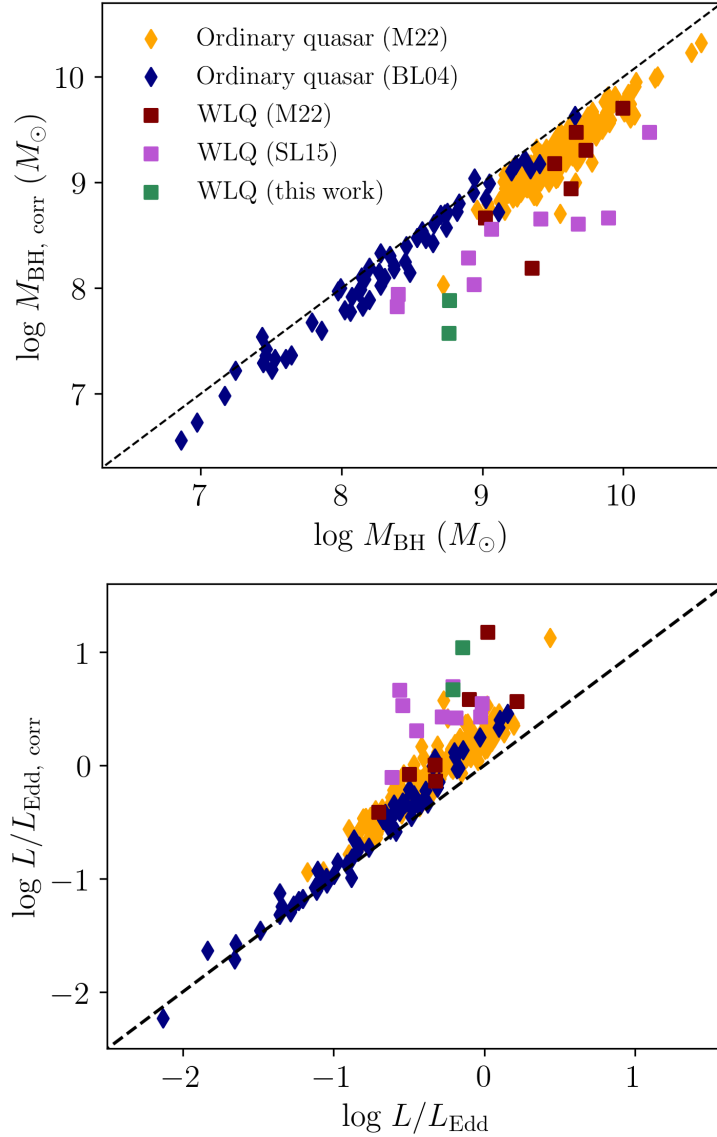 Ordinary quasar (M22)
Ordinary quasar (BL04)
WLQ (M22)
WLQ (SL15)
WLQ (this work)
10
9
8
7
log M_BH, corr (M_⊙)
7 8 9 10
log M_BH (M_⊙)
1
0
−1
−2
log L/L_Edd, corr
−2 −1 0 1
log L/L_Edd